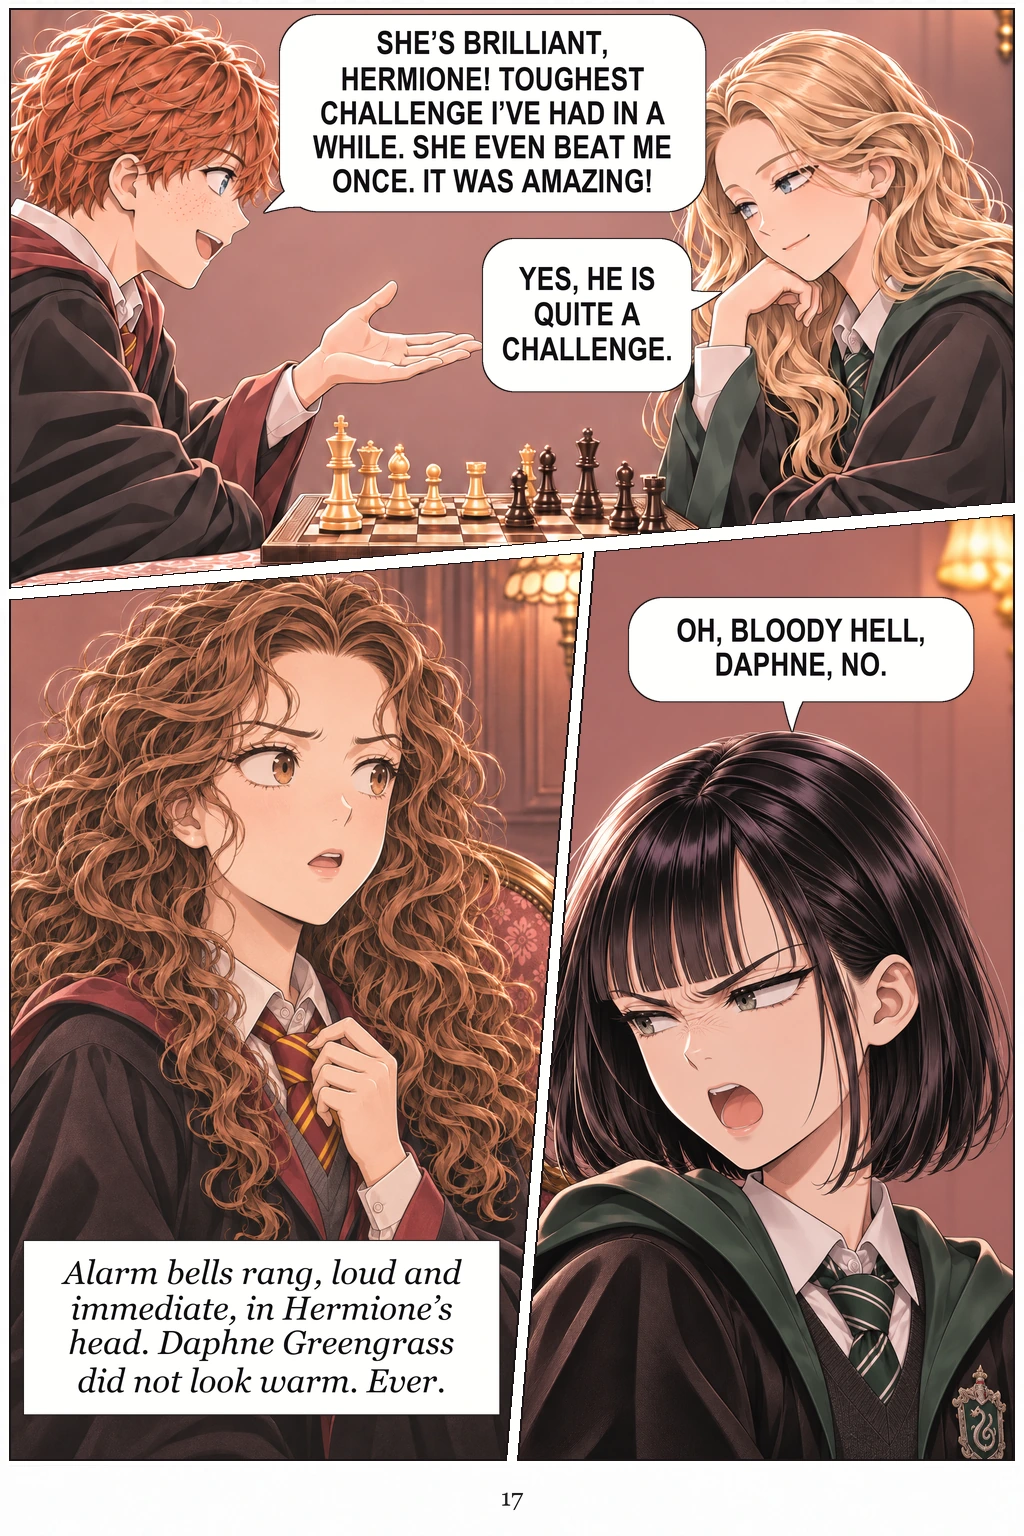 SHE’S BRILLIANT,
HERMIONE! TOUGHEST
CHALLENGE I’VE HAD IN A
WHILE. SHE EVEN BEAT ME
ONCE. IT WAS AMAZING!
YES, HE IS
QUITE A
CHALLENGE.
Alarm bells rang, loud and
immediate, in Hermione’s
head. Daphne Greengrass
did not look warm. Ever.
OH, BLOODY HELL,
DAPHNE, NO.
17